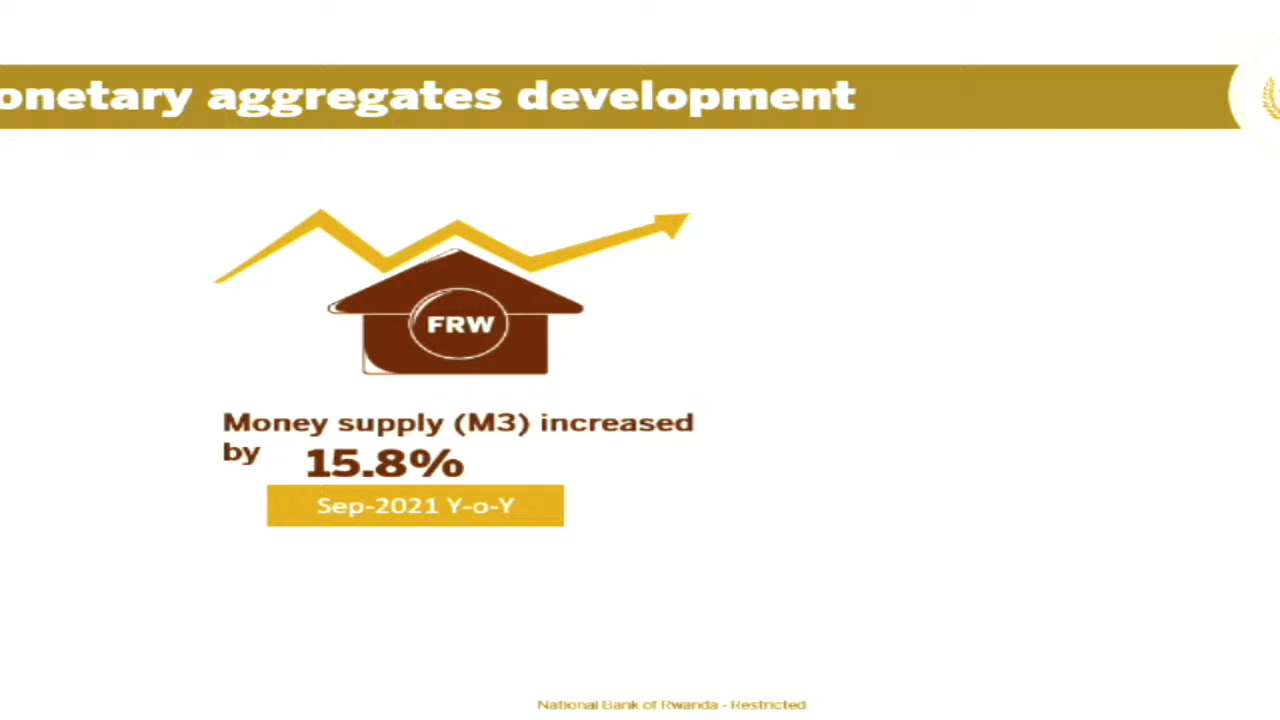 onetary aggregates development
FRW
Money supply (M3) increased
by 15.8%
Sep-2021 Y-o-Y
National Bank of Rwanda - Restricted